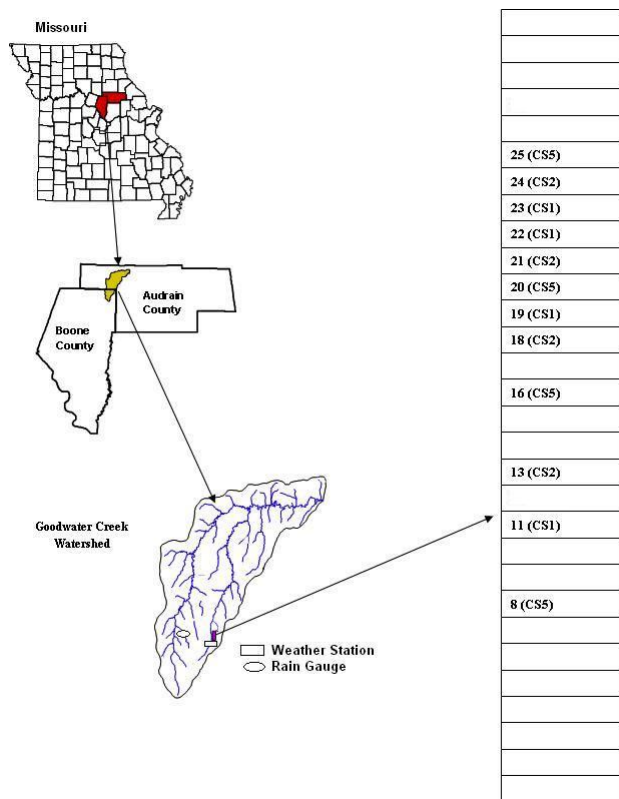 Missouri
Audrain
County
Boone
County
Goodwater Creek
Watershed
Weather Station
Rain Gauge
25 (CS5)
24 (CS2)
23 (CS1)
22 (CS1)
21 (CS2)
20 (CS5)
19 (CS1)
18 (CS2)
16 (CS5)
13 (CS2)
11 (CS1)
8 (CS5)